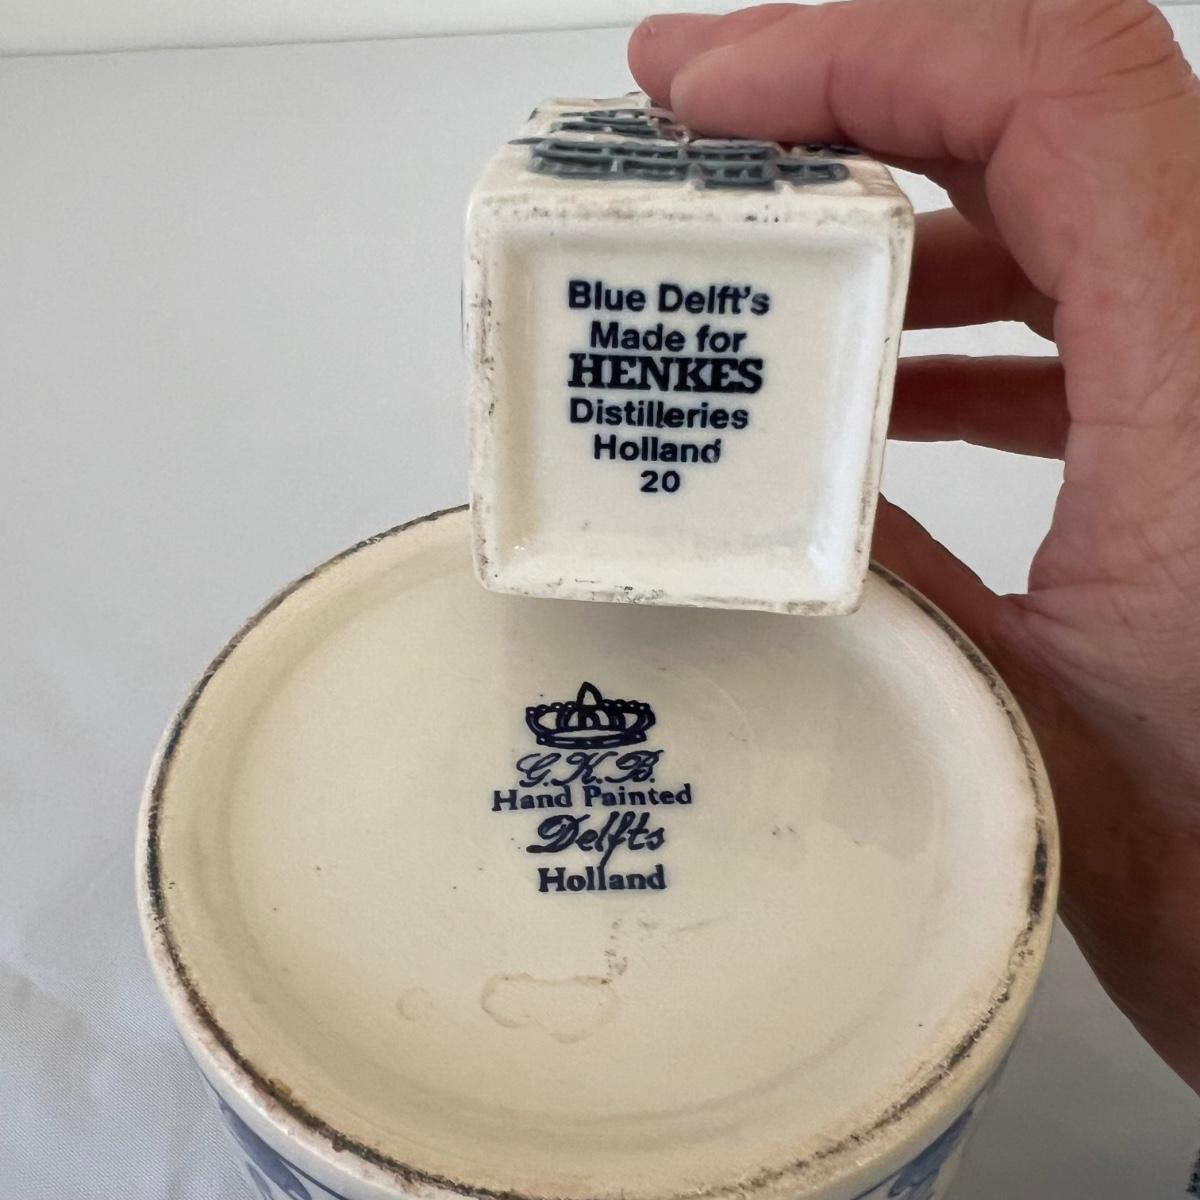 Blue Delft's
Made for
HENKES
Distilleries
Holland
20
G.K.B.
Hand Painted
Delfts
Holland